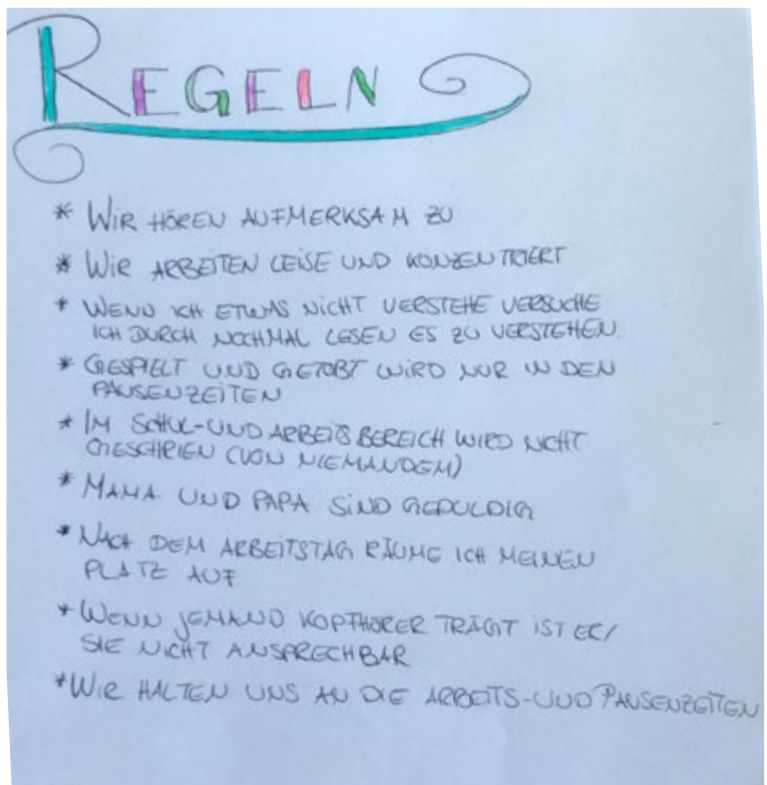 REGELN
* WIR HÖREN AUFMERKSAM ZU
* WIR ARBEITEN LEISE UND KONZENTRIERT
* WENN ICH ETWAS NICHT VERSTEHE VERSUCHE
ICH DURCH NOCHMAL LESEN ES ZU VERSTEHEN.
* GESPIELT UND GETOBT WIRD NUR IN DEN
PAUSENZEITEN
* IM SCHUL-UND ARBEITSBEREICH WIRD NICHT
GESCHRIEN (VON NIEMANDEM)
* MAMA UND PAPA SIND GEDULDIG
* NACH DEM ARBEITSTAG RÄUME ICH MEINEN
PLATZ AUF
* WENN JEMAND KOPFHÖRER TRÄGT IST ER/
SIE NICHT ANSPRECHBAR
* WIR HALTEN UNS AN DIE ARBEITS-UND PAUSENZEITEN